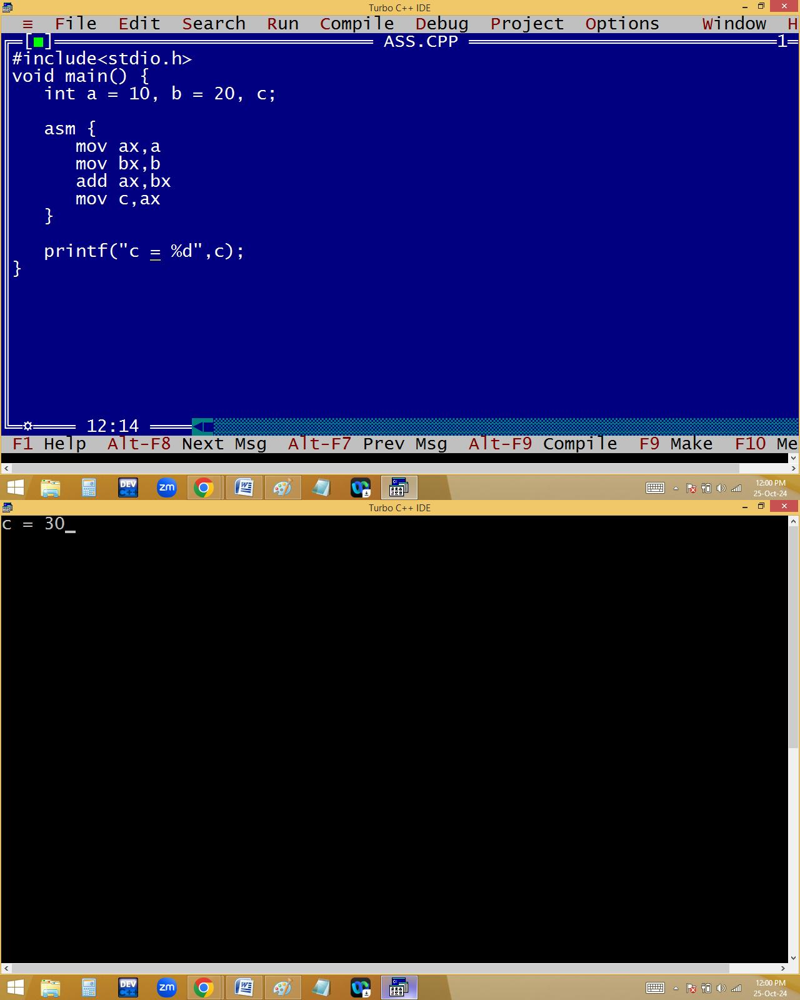 Turbo C++ IDE
≡ File Edit Search Run Compile Debug Project Options Window H
[■] ASS.CPP 1
#include<stdio.h>
void main() {
   int a = 10, b = 20, c;
   asm {
      mov ax,a
      mov bx,b
      add ax,bx
      mov c,ax
   }
   printf("c = %d",c);
}
12:14
F1 Help Alt-F8 Next Msg Alt-F7 Prev Msg Alt-F9 Compile F9 Make F10 Me
DEV C++ zm
12:00 PM
25-Oct-24
Turbo C++ IDE
c = 30_
DEV C++ zm
12:00 PM
25-Oct-24